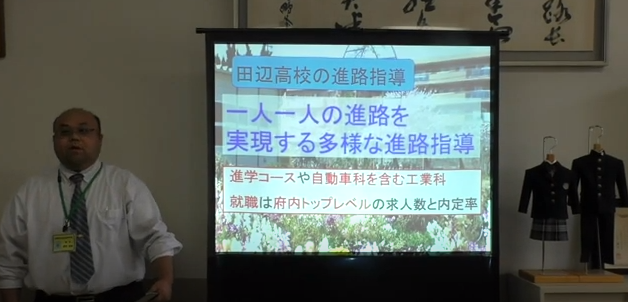 田辺高校の進路指導
一人一人の進路を
実現する多様な進路指導
進学コースや自動車科を含む工業科
就職は府内トップレベルの求人数と内定率